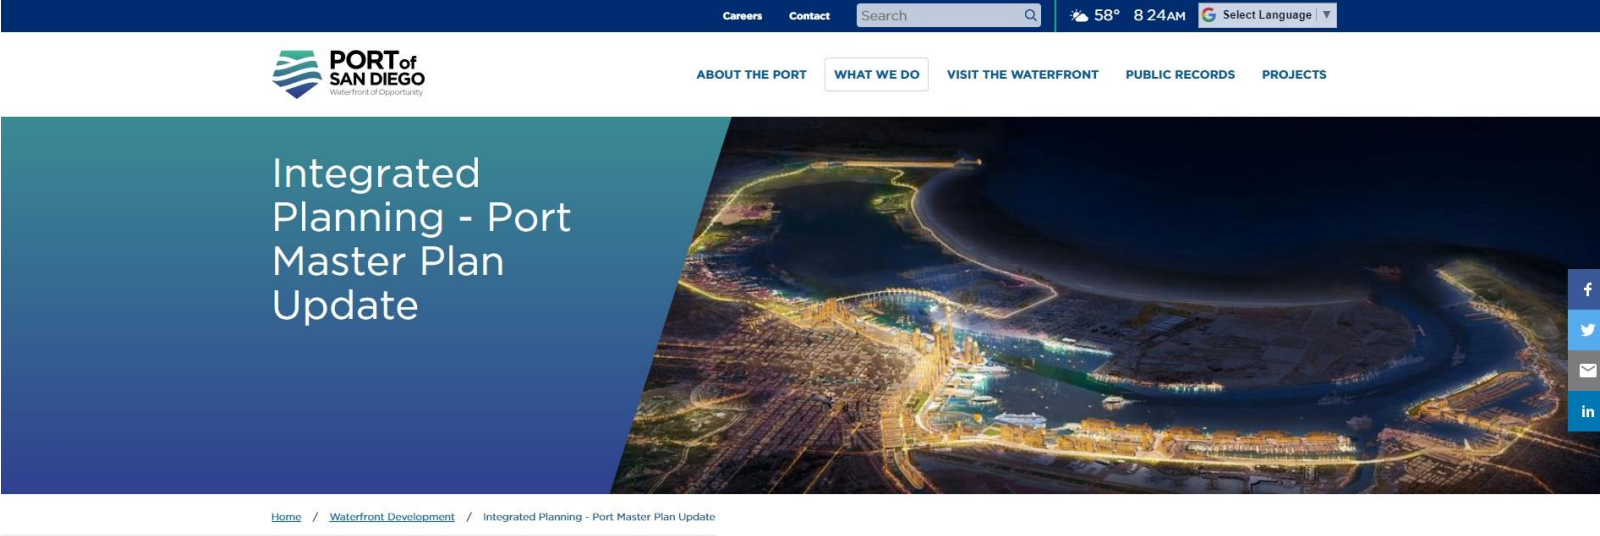 Careers Contact Search 58° 8 24AM G Select Language ▼
PORT of
SAN DIEGO
Waterfront of Opportunity
ABOUT THE PORT WHAT WE DO VISIT THE WATERFRONT PUBLIC RECORDS PROJECTS
Integrated
Planning - Port
Master Plan
Update
f
in
Home / Waterfront Development / Integrated Planning - Port Master Plan Update